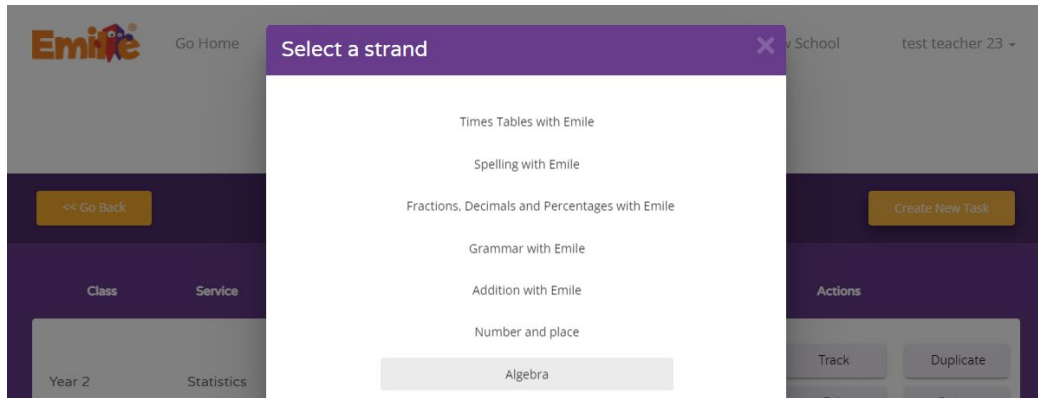 Emile®
Go Home
Select a strand
×
v School
test teacher 23
Times Tables with Emile
Spelling with Emile
<< Go Back
Fractions, Decimals and Percentages with Emile
Create New Task
Grammar with Emile
Class
Service
Addition with Emile
Actions
Number and place
Track
Duplicate
Year 2
Statistics
Algebra